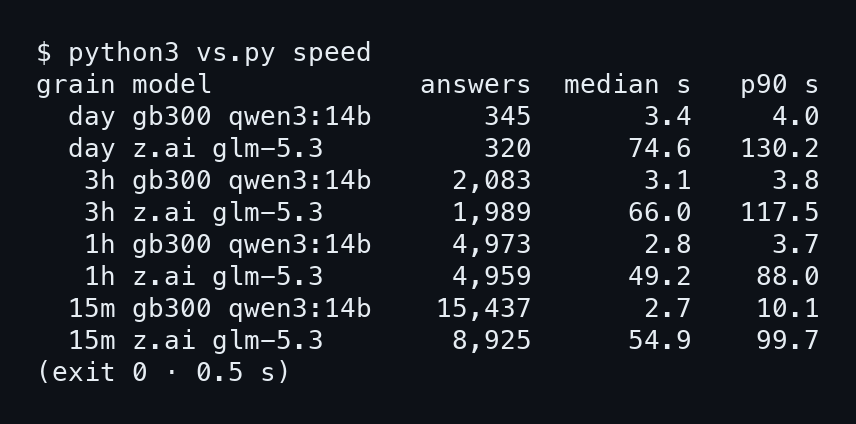 $ python3 vs.py speed
grain model             answers  median s   p90 s
  day gb300 qwen3:14b       345       3.4     4.0
  day z.ai glm−5.3          320      74.6   130.2
   3h gb300 qwen3:14b     2,083       3.1     3.8
   3h z.ai glm−5.3        1,989      66.0   117.5
   1h gb300 qwen3:14b     4,973       2.8     3.7
   1h z.ai glm−5.3        4,959      49.2    88.0
  15m gb300 qwen3:14b    15,437       2.7    10.1
  15m z.ai glm−5.3        8,925      54.9    99.7
(exit 0 · 0.5 s)